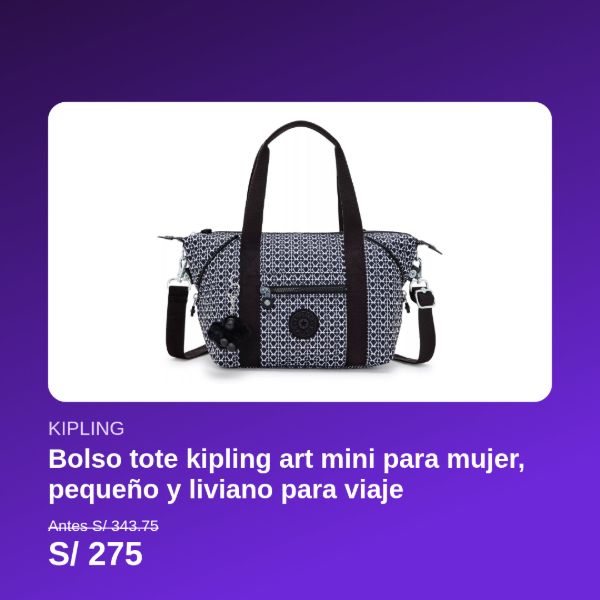 KIPLING
Bolso tote kipling art mini para mujer,
pequeño y liviano para viaje
Antes S/ 343.75
S/ 275